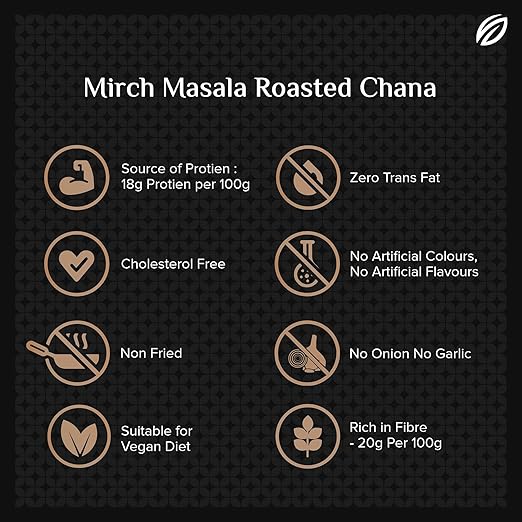 Mirch Masala Roasted Chana
Source of Protien :
18g Protien per 100g
Zero Trans Fat
Cholesterol Free
No Artificial Colours,
No Artificial Flavours
Non Fried
No Onion No Garlic
Suitable for
Vegan Diet
Rich in Fibre
- 20g Per 100g